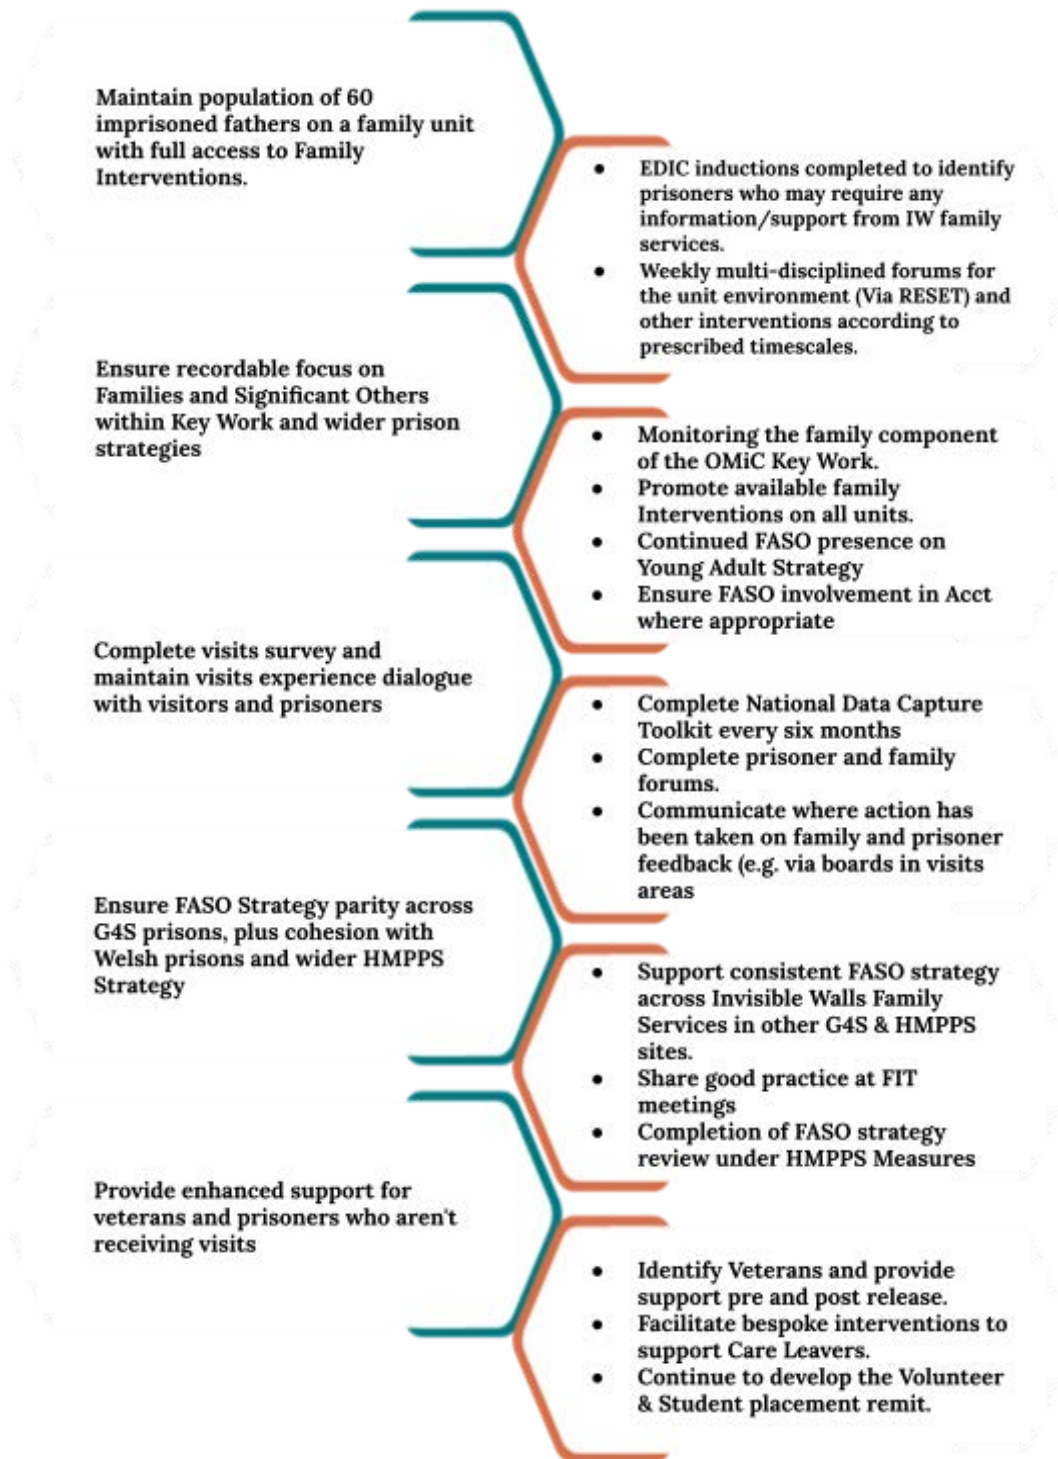 Maintain population of 60
imprisoned fathers on a family unit
with full access to Family
Interventions.
● EDIC inductions completed to identify
prisoners who may require any
information/support from IW family
services.
● Weekly multi-disciplined forums for
the unit environment (Via RESET) and
other interventions according to
prescribed timescales.
Ensure recordable focus on
Families and Significant Others
within Key Work and wider prison
strategies
● Monitoring the family component
of the OMiC Key Work.
● Promote available family
Interventions on all units.
● Continued FASO presence on
Young Adult Strategy
● Ensure FASO involvement in Acct
where appropriate
Complete visits survey and
maintain visits experience dialogue
with visitors and prisoners
● Complete National Data Capture
Toolkit every six months
● Complete prisoner and family
forums.
● Communicate where action has
been taken on family and prisoner
feedback (e.g. via boards in visits
areas
Ensure FASO Strategy parity across
G4S prisons, plus cohesion with
Welsh prisons and wider HMPPS
Strategy
● Support consistent FASO strategy
across Invisible Walls Family
Services in other G4S & HMPPS
sites.
● Share good practice at FIT
meetings
● Completion of FASO strategy
review under HMPPS Measures
Provide enhanced support for
veterans and prisoners who aren't
receiving visits
● Identify Veterans and provide
support pre and post release.
● Facilitate bespoke interventions to
support Care Leavers.
● Continue to develop the Volunteer
& Student placement remit.